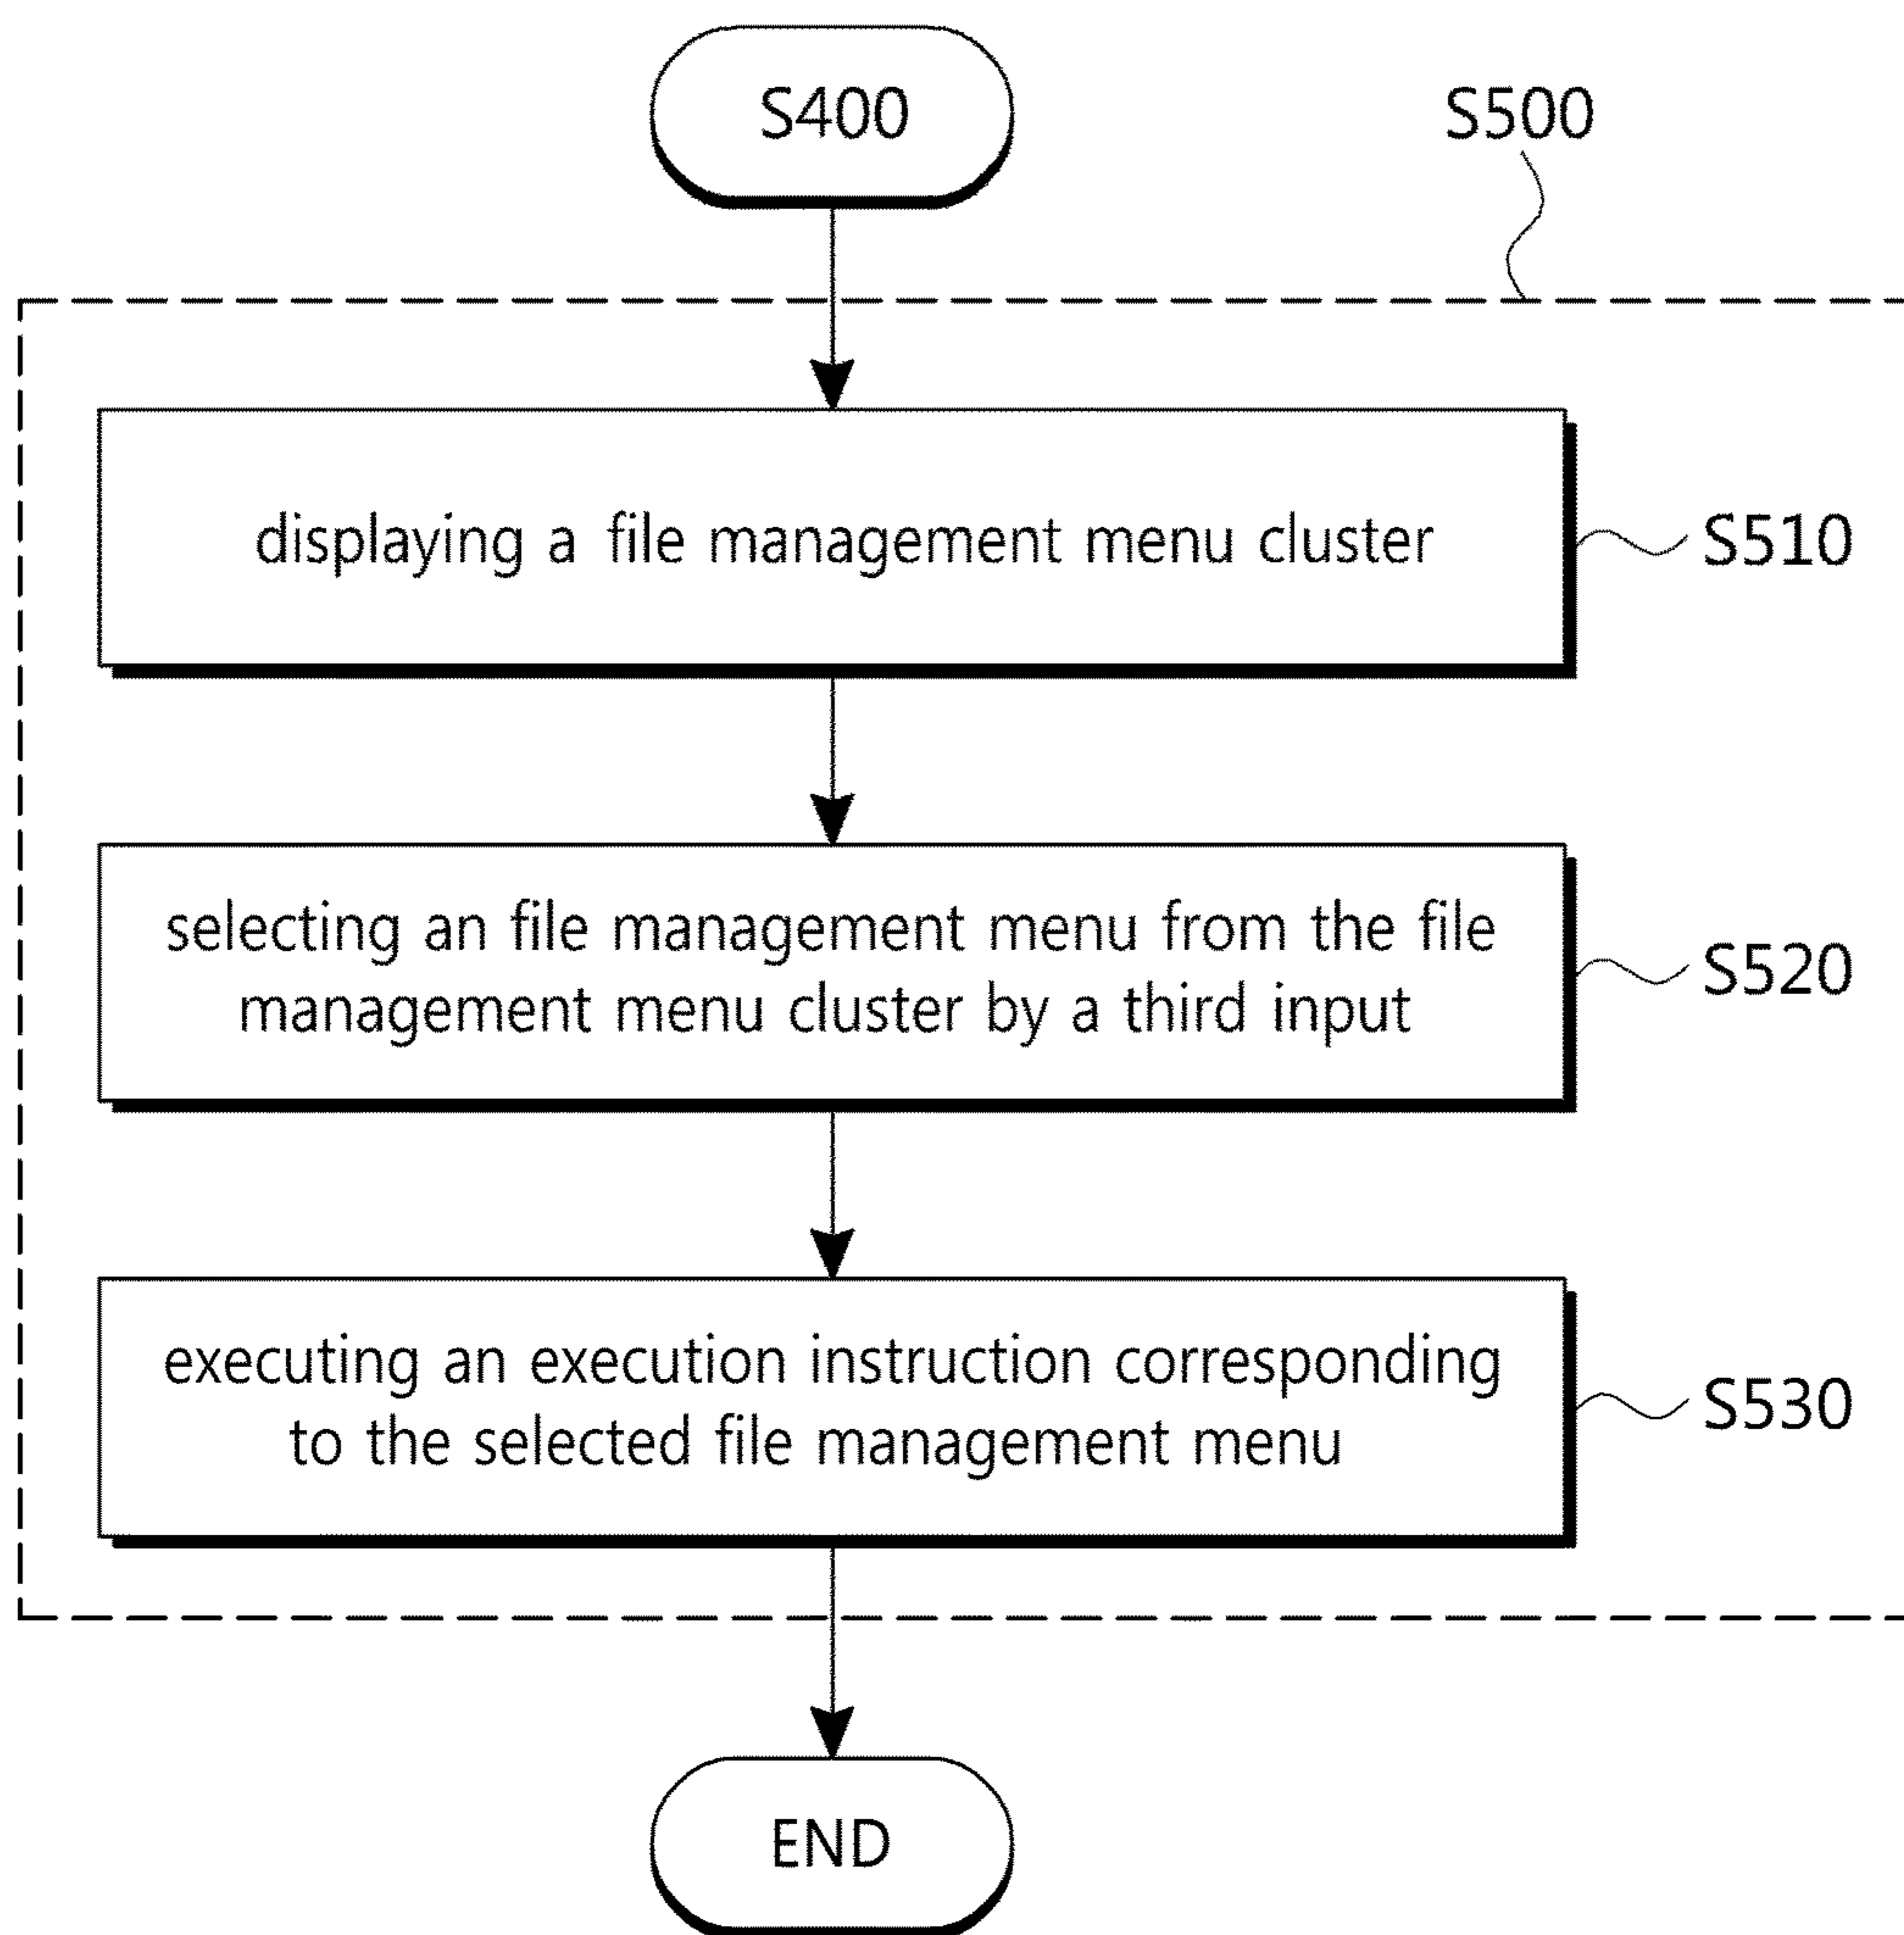 S400
S500
displaying a file management menu cluster
S510
selecting an file management menu from the file
management menu cluster by a third input
S520
executing an execution instruction corresponding
to the selected file management menu
S530
END